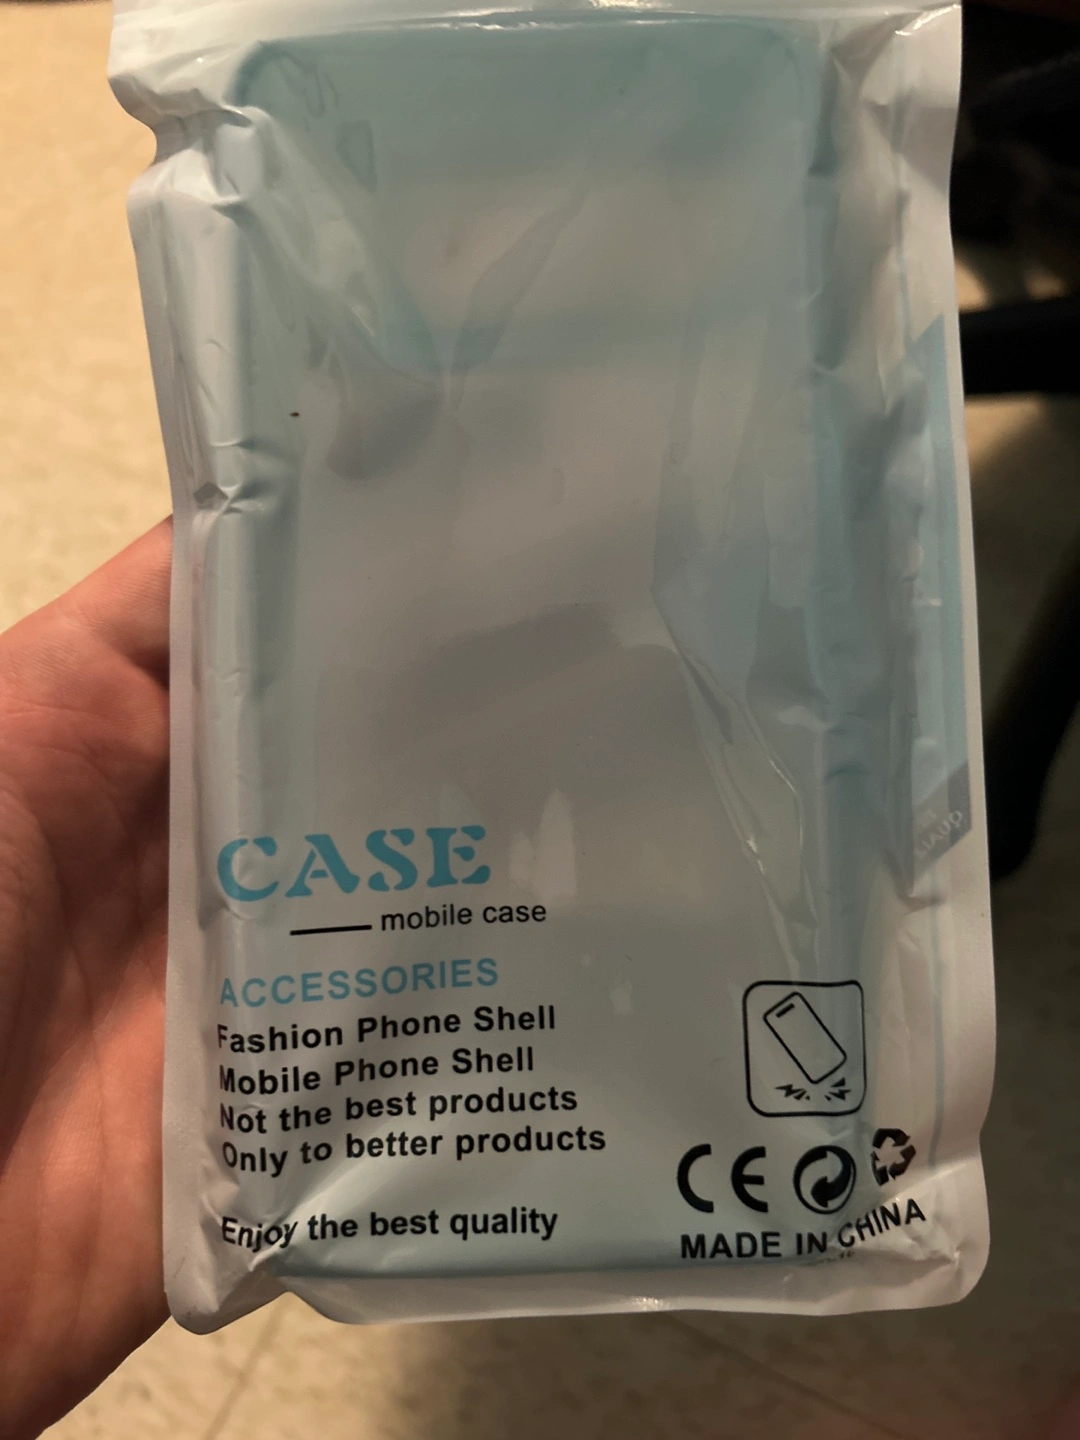 CASE
mobile case
ACCESSORIES
Fashion Phone Shell
Mobile Phone Shell
Not the best products
Only to better products
Enjoy the best quality
CE
MADE IN CHINA